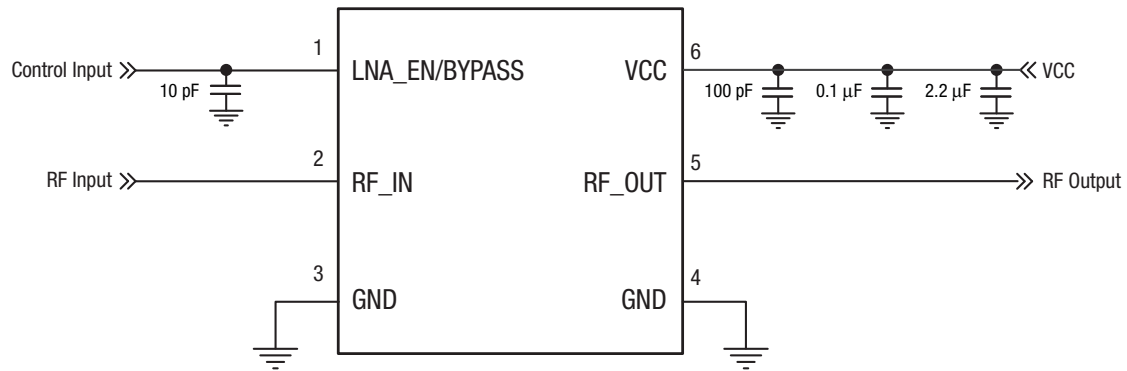 Control Input
10 pF
1
LNA_EN/BYPASS
VCC
6
100 pF
0.1 μF
2.2 μF
VCC
RF Input
2
RF_IN
RF_OUT
5
RF Output
3
GND
GND
4